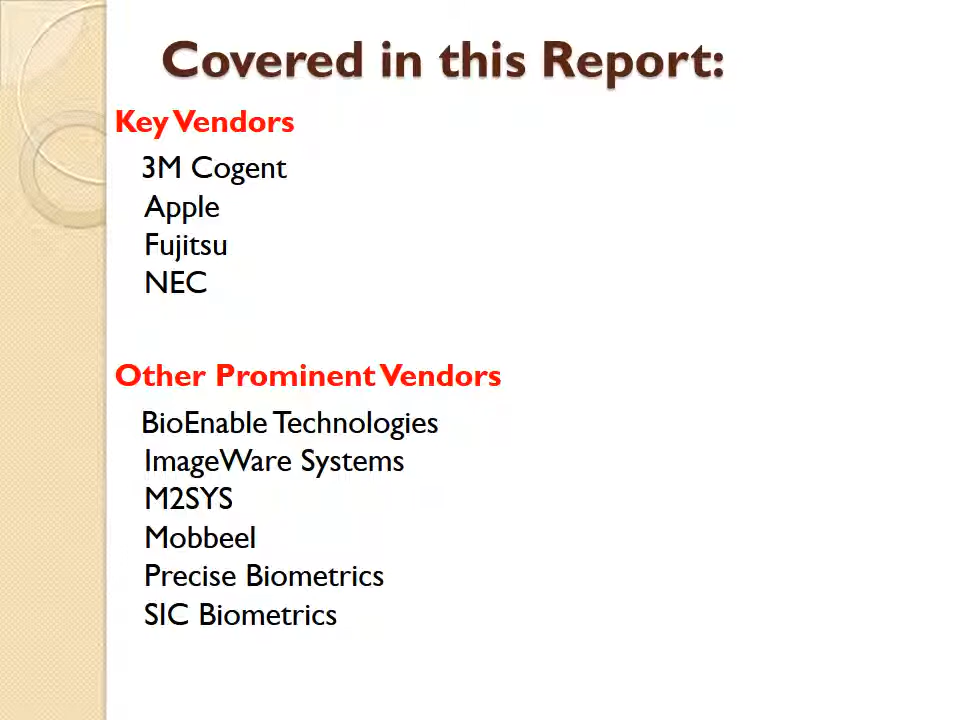 Covered in this Report:
Key Vendors
3M Cogent
Apple
Fujitsu
NEC
Other Prominent Vendors
BioEnable Technologies
ImageWare Systems
M2SYS
Mobbeel
Precise Biometrics
SIC Biometrics